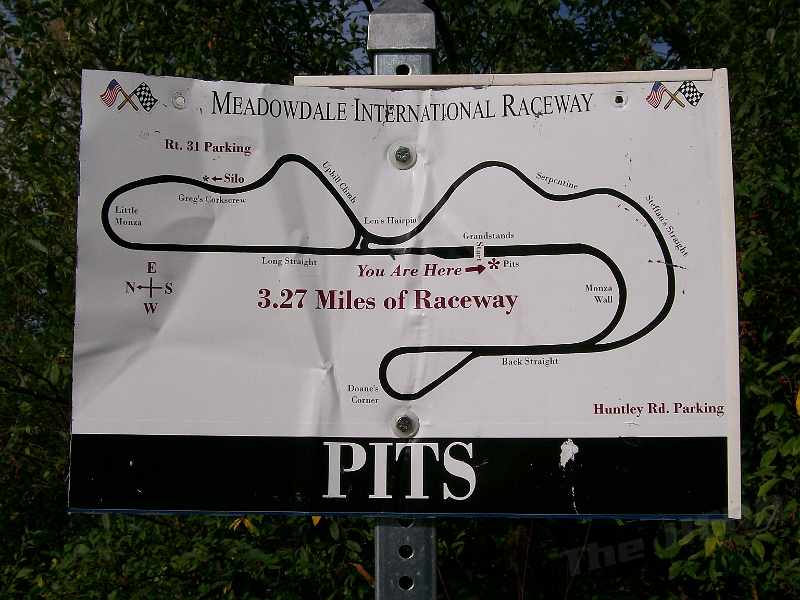 MEADOWDALE INTERNATIONAL RACEWAY
Rt. 31 Parking
*←Silo
Greg's Corkscrew
Uphill Climb
Little
Monza
Len's Hairpin
Serpentine
Steffan's Straight
Grandstands
Start
Long Straight
You Are Here
* Pits
E
N S
W
3.27 Miles of Raceway
Monza
Wall
Back Straight
Doane's
Corner
Huntley Rd. Parking
PITS